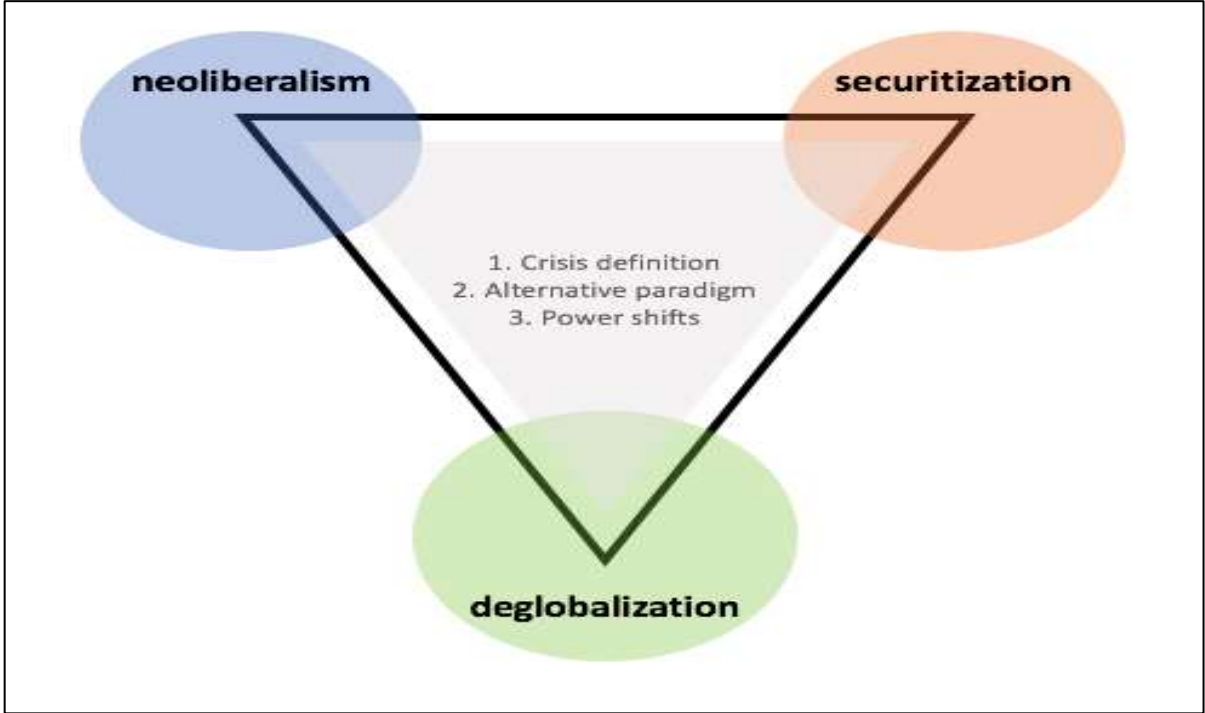 neoliberalism
securitization
1. Crisis definition
2. Alternative paradigm
3. Power shifts
deglobalization